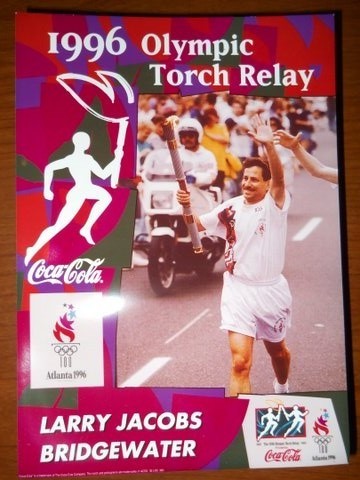 1996 Olympic
Torch Relay
Coca-Cola
Atlanta 1996
LARRY JACOBS
BRIDGEWATER
Coca-Cola
Atlanta 1996